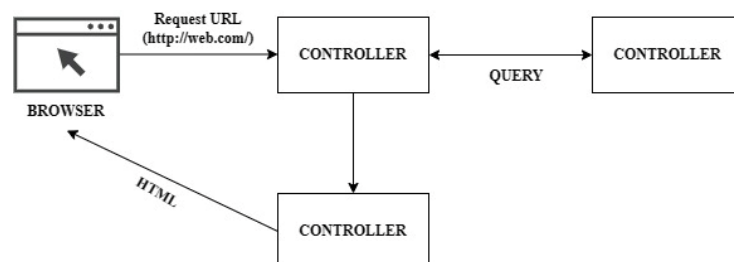 Request URL
(http://web.com/)
CONTROLLER
CONTROLLER
QUERY
BROWSER
HTML
CONTROLLER